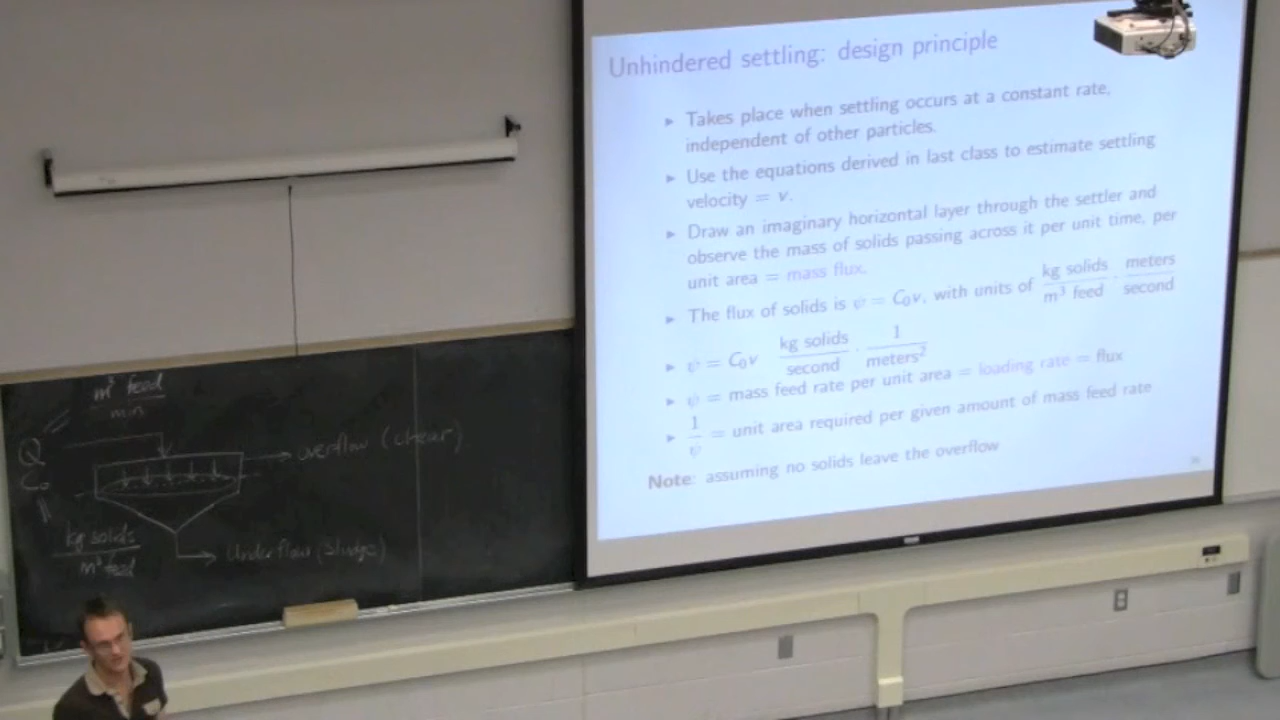 Unhindered settling: design principle
▸ Takes place when settling occurs at a constant rate,
independent of other particles.
▸ Use the equations derived in last class to estimate settling
velocity = v.
▸ Draw an imaginary horizontal layer through the settler and
observe the mass of solids passing across it per unit time, per
unit area = mass flux.
▸ The flux of solids is ψ = C₀v, with units of kg solids / m³ feed · meters / second
▸ ψ = C₀v kg solids / second · 1 / meters²
▸ ψ = mass feed rate per unit area = loading rate = flux
▸ 1 / ψ = unit area required per given amount of mass feed rate
Note: assuming no solids leave the overflow
m³ feed
min
Q
C₀
overflow (clear)
kg solids
m³ feed
Underflow (Sludge)